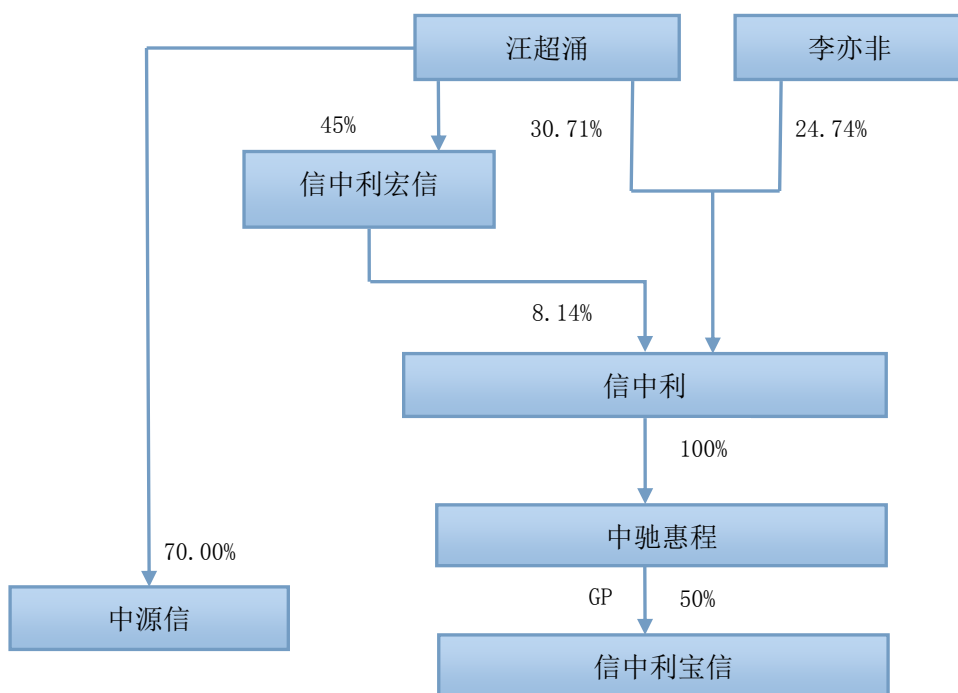 汪超涌
李亦非
45%
30.71%
24.74%
信中利宏信
8.14%
信中利
100%
中驰惠程
70.00%
GP
50%
中源信
信中利宝信